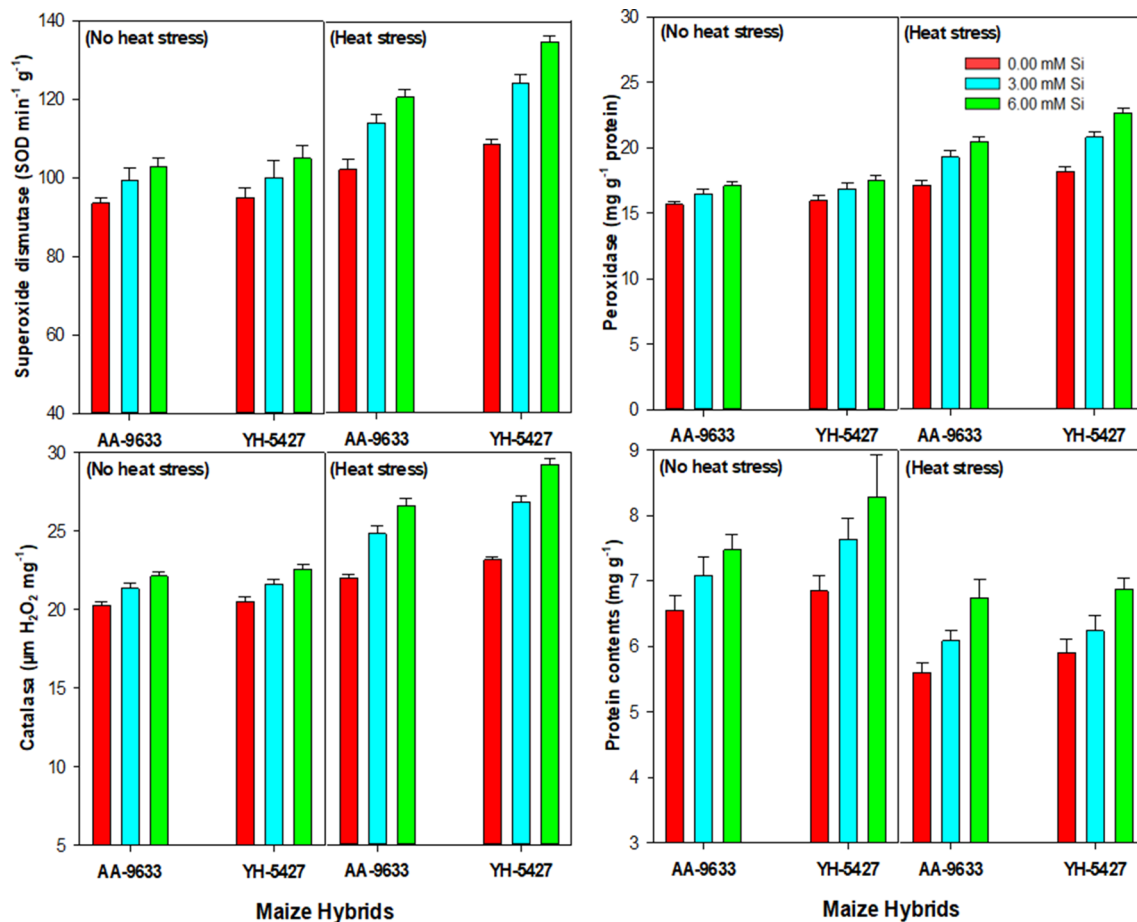 Superoxide dismutase (SOD min⁻¹ g⁻¹)
140
120
100
80
60
40
(No heat stress)
(Heat stress)
AA-9633
YH-5427
AA-9633
YH-5427
Peroxidase (mg g⁻¹ protein)
30
25
20
15
10
5
0
(No heat stress)
(Heat stress)
0.00 mM Si
3.00 mM Si
6.00 mM Si
AA-9633
YH-5427
AA-9633
YH-5427
Catalasa (µm H₂O₂ mg⁻¹)
30
25
20
15
10
5
(No heat stress)
(Heat stress)
AA-9633
YH-5427
AA-9633
YH-5427
Maize Hybrids
Protein contents (mg g⁻¹)
9
8
7
6
5
4
3
(No heat stress)
(Heat stress)
AA-9633
YH-5427
AA-9633
YH-5427
Maize Hybrids